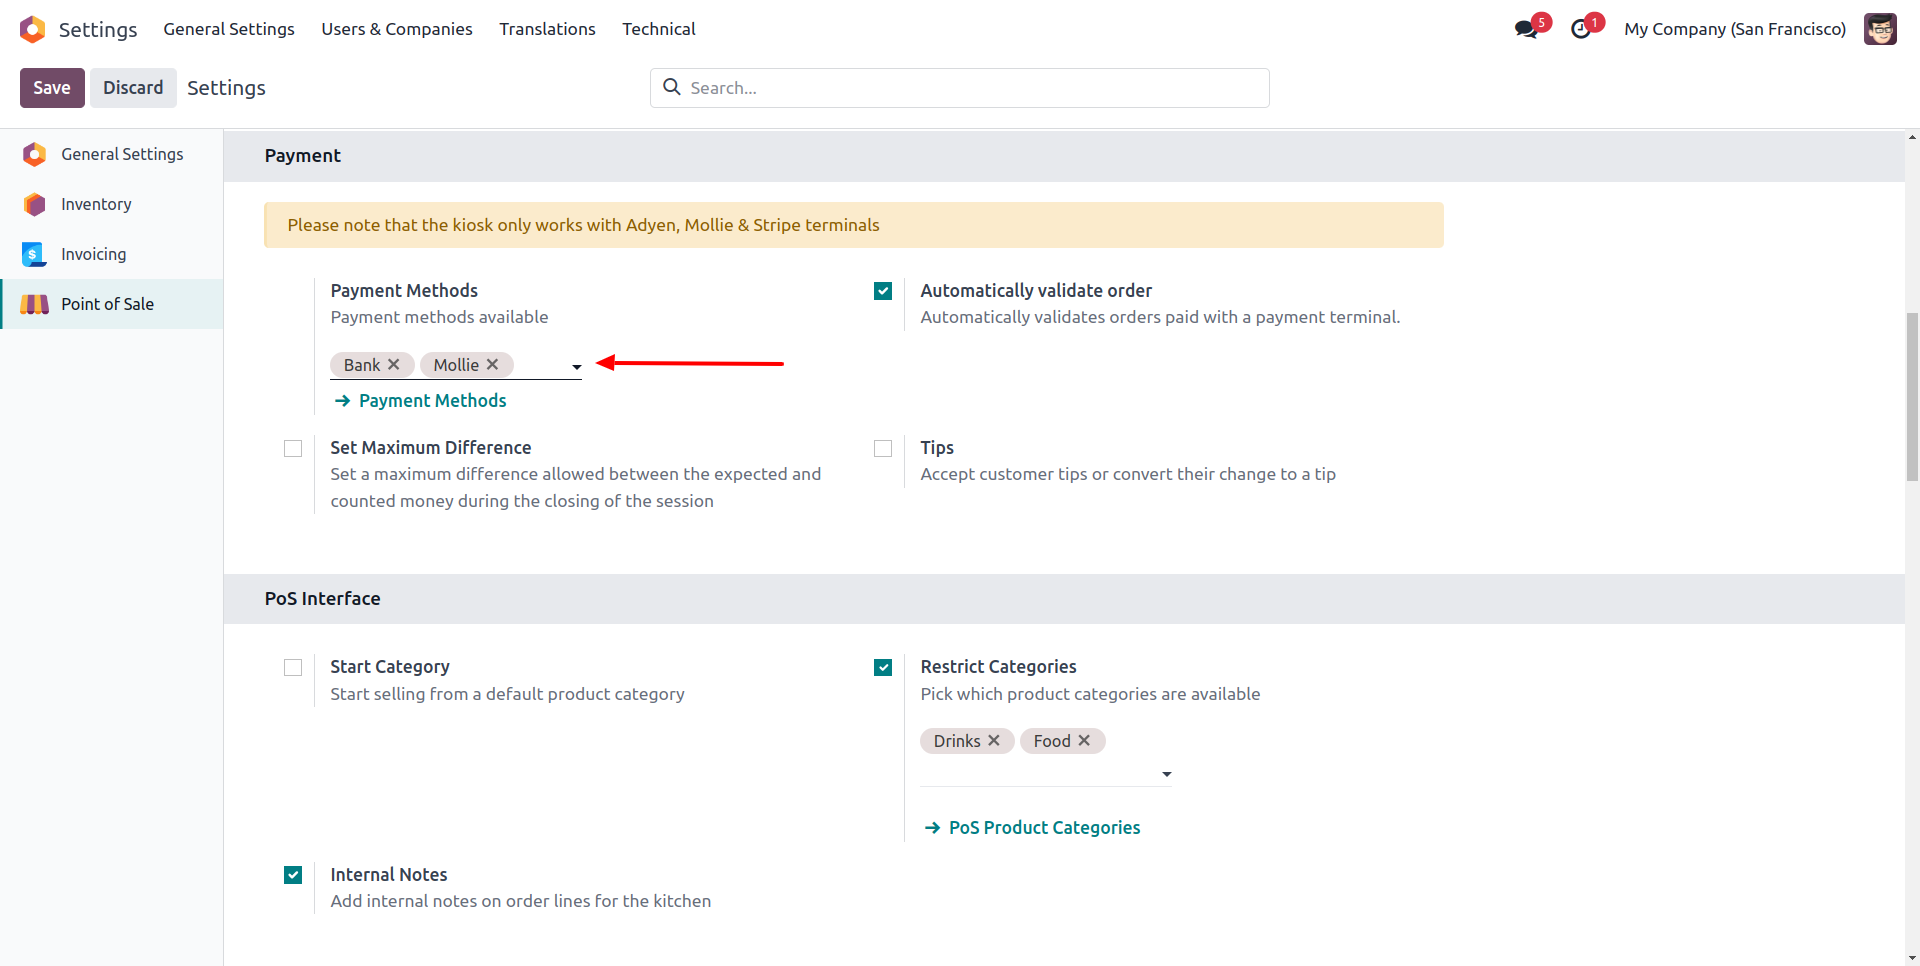 Settings General Settings Users & Companies Translations Technical 5 1 My Company (San Francisco)
Save Discard Settings Search...
General Settings
Inventory
Invoicing
Point of Sale
Payment
Please note that the kiosk only works with Adyen, Mollie & Stripe terminals
Payment Methods
Payment methods available
Bank Mollie
Payment Methods
Automatically validate order
Automatically validates orders paid with a payment terminal.
Set Maximum Difference
Set a maximum difference allowed between the expected and
counted money during the closing of the session
Tips
Accept customer tips or convert their change to a tip
PoS Interface
Start Category
Start selling from a default product category
Restrict Categories
Pick which product categories are available
Drinks Food
PoS Product Categories
Internal Notes
Add internal notes on order lines for the kitchen